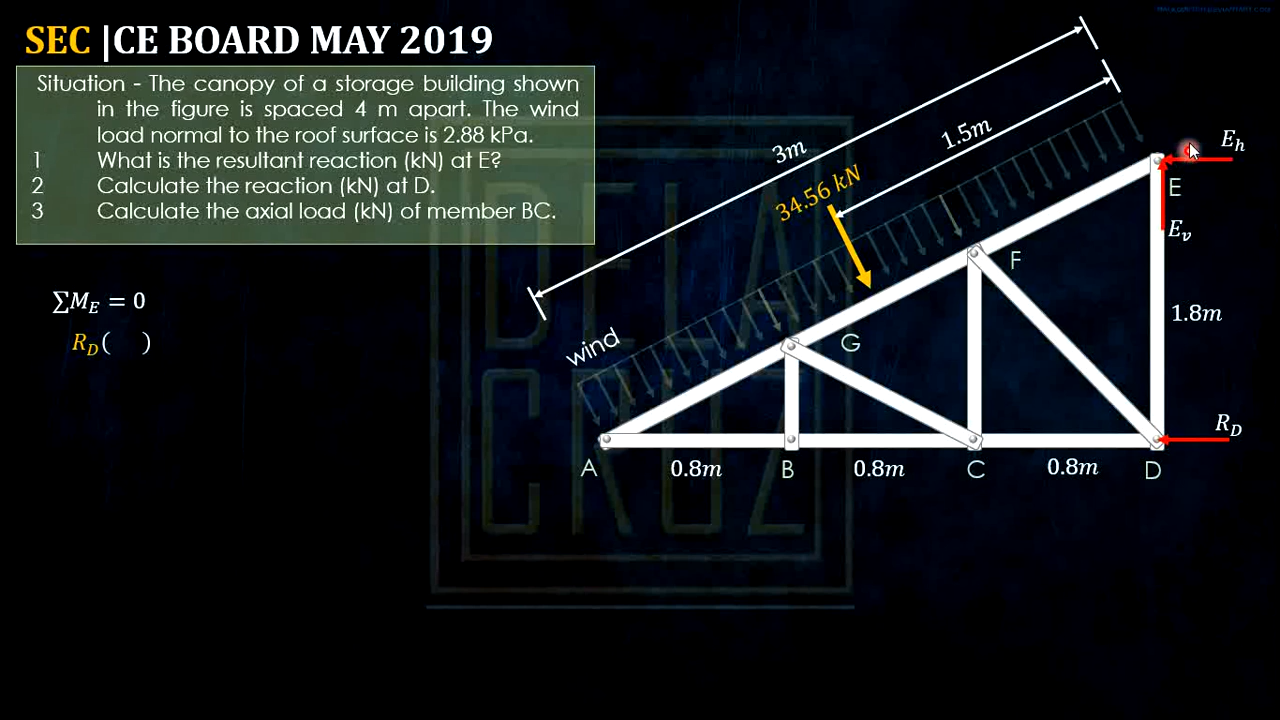 SEC |CE BOARD MAY 2019
Situation - The canopy of a storage building shown
in the figure is spaced 4 m apart. The wind
load normal to the roof surface is 2.88 kPa.
1 What is the resultant reaction (kN) at E?
2 Calculate the reaction (kN) at D.
3 Calculate the axial load (kN) of member BC.
∑M_E = 0
R_D( )
3m
1.5m
34.56 kN
wind
E_h
E
E_v
F
G
1.8m
R_D
A
B
C
D
0.8m
0.8m
0.8m
DELA
CRUZ